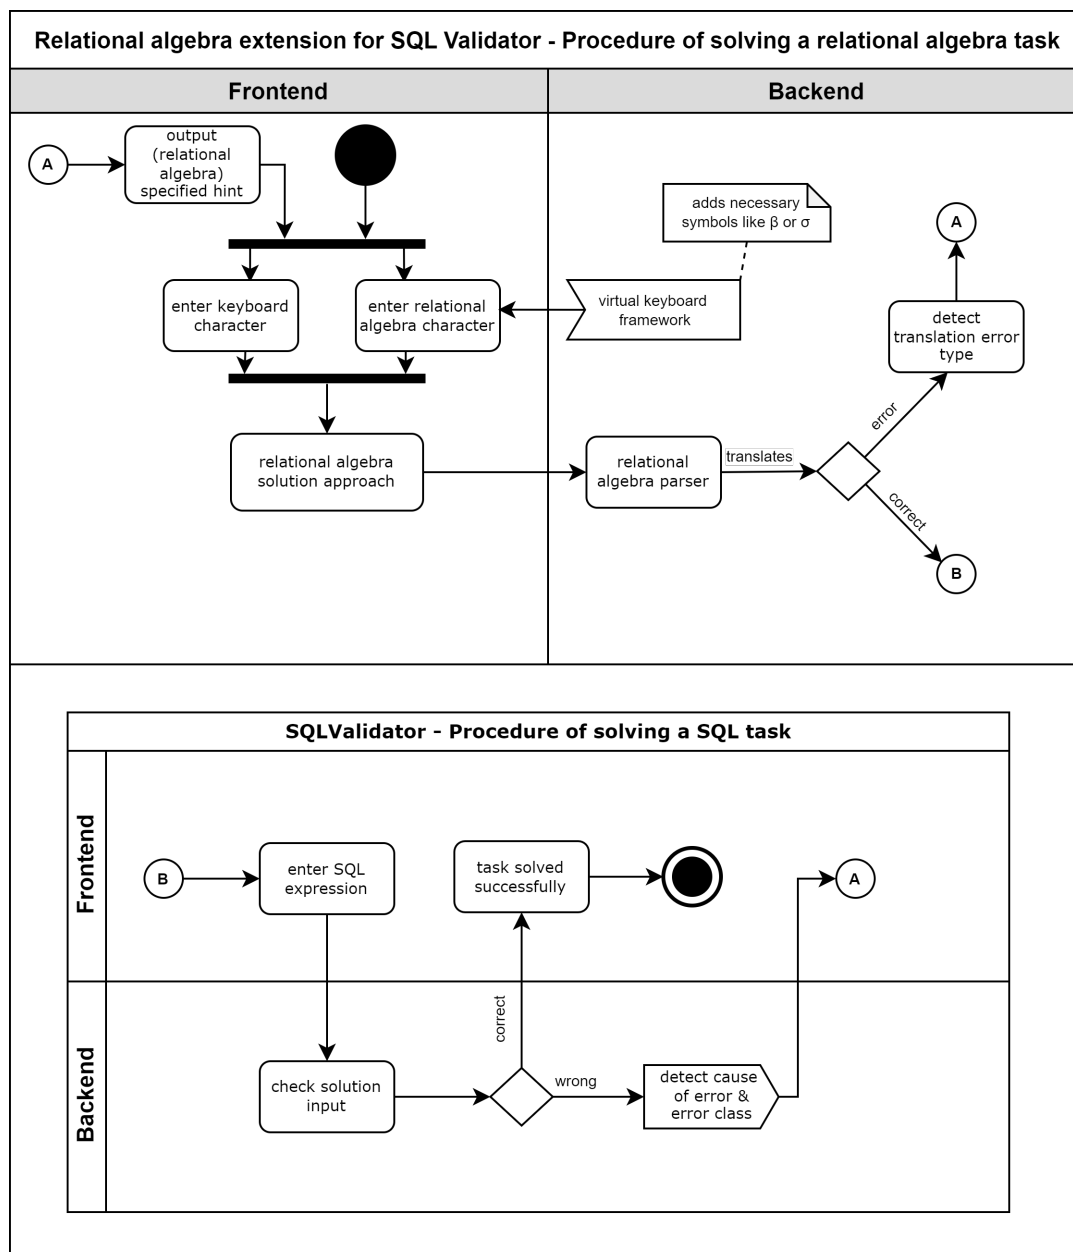 Relational algebra extension for SQL Validator - Procedure of solving a relational algebra task
Frontend
Backend
A
output
(relational
algebra)
specified hint
adds necessary
symbols like β or σ
A
enter keyboard
character
enter relational
algebra character
virtual keyboard
framework
detect
translation error
type
error
relational algebra
solution approach
relational
algebra parser
translates
correct
B
SQLValidator - Procedure of solving a SQL task
Frontend
B
enter SQL
expression
task solved
successfully
A
Backend
correct
check solution
input
wrong
detect cause
of error &
error class